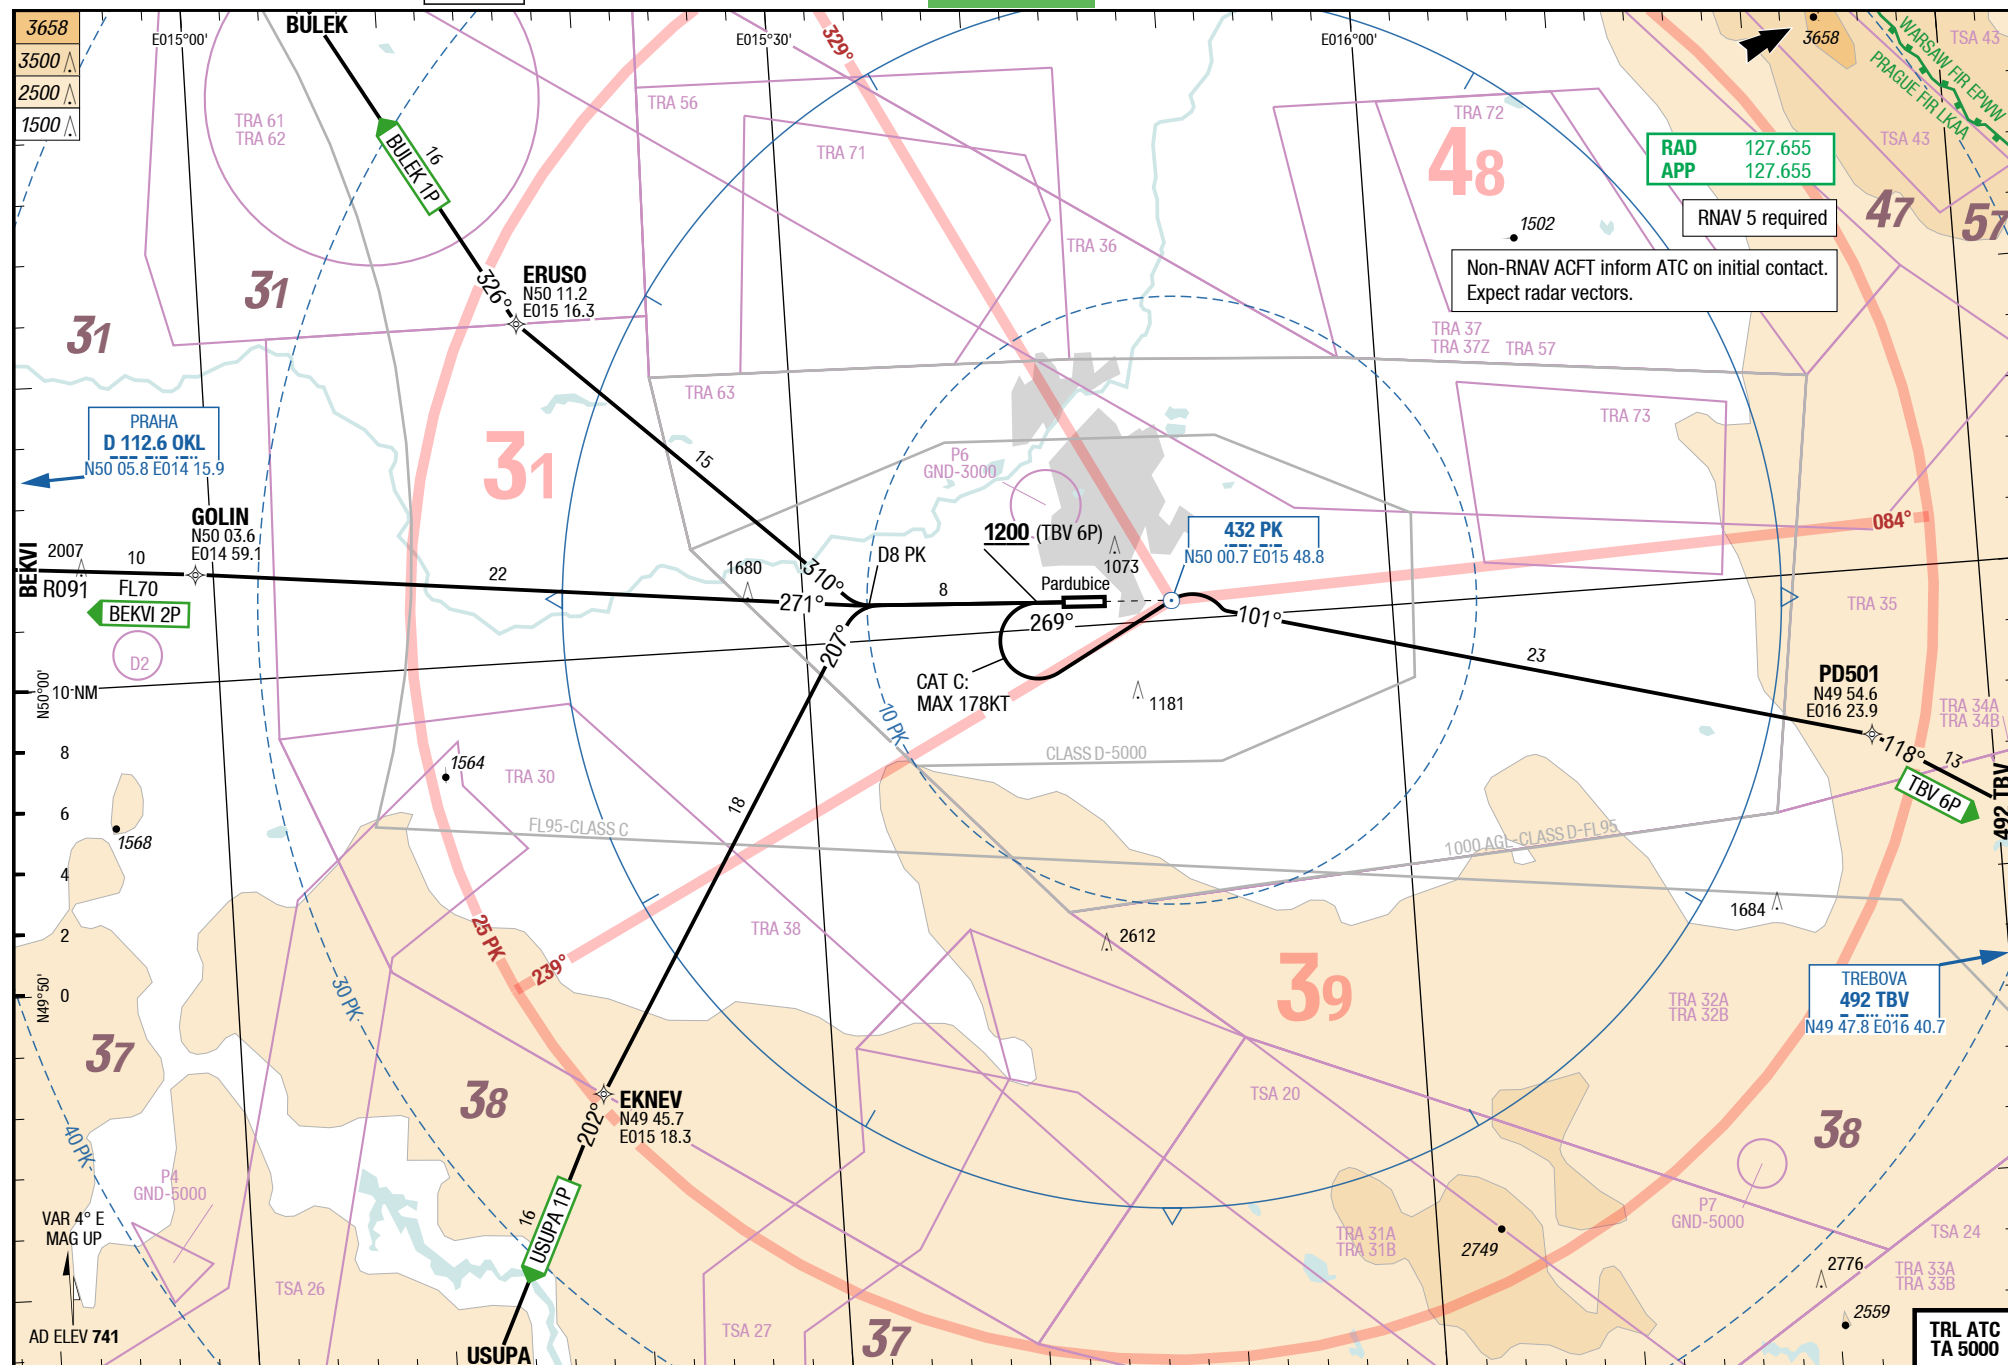 3658
3500
2500
1500
E015°00'
BULEK
E015°30'
329°
E016°00'
3658
WARSAW FIR EPWW
PRAGUE FIR LKAA
TSA 43
TSA 43
TRA 61
TRA 62
16
BULEK 1P
TRA 56
TRA 71
TRA 72
48
RAD 127.655
APP 127.655
RNAV 5 required
47
57
1502
Non-RNAV ACFT inform ATC on initial contact.
Expect radar vectors.
TRA 36
31
31
326°
ERUSO
N50 11.2
E015 16.3
TRA 37
TRA 37Z
TRA 57
TRA 63
TRA 73
PRAHA
D 112.6 OKL
N50 05.8 E014 15.9
31
15
P6
GND-3000
GOLIN
N50 03.6
E014 59.1
1200 (TBV 6P)
432 PK
N50 00.7 E015 48.8
084°
BEKVI
2007
10
R091
FL70
BEKVI 2P
22
1680
310°
271°
207°
D8 PK
8
Pardubice
1073
269°
101°
TRA 35
D2
23
PD501
N49 54.6
E016 23.9
CAT C:
MAX 178KT
1181
10 PK
CLASS D-5000
TRA 34A
TRA 34B
118°
13
TBV 6P
492 TBV
N50°00'
10 NM
8
6
4
2
0
N49°50'
1564
TRA 30
1568
18
FL95-CLASS C
1000 AGL-CLASS D-FL95
25 PK
239°
30 PK
TRA 38
2612
1684
39
TREBOVA
492 TBV
N49 47.8 E016 40.7
TRA 32A
TRA 32B
37
38
EKNEV
N49 45.7
E015 18.3
202°
TSA 20
38
40 PK
P4
GND-5000
P7
GND-5000
VAR 4° E
MAG UP
16
USUPA 1P
TRA 31A
TRA 31B
2749
TSA 24
2776
TRA 33A
TRA 33B
TSA 26
TSA 27
37
2559
AD ELEV 741
USUPA
TRL ATC
TA 5000